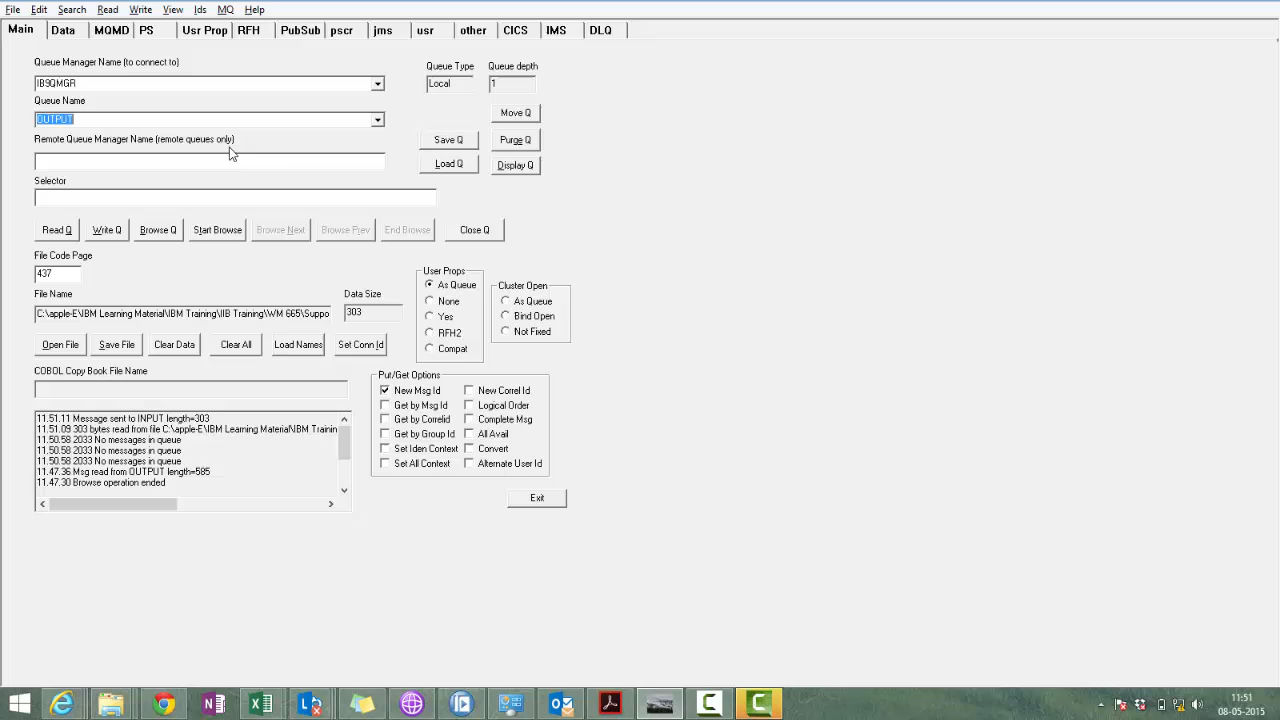 File Edit Search Read Write View Ids MQ Help
Main Data MQMD PS Usr Prop RFH PubSub pscr jms usr other CICS IMS DLQ
Queue Manager Name (to connect to)
IB9QMGR
Queue Type Queue depth
Local 1
Queue Name
OUTPUT
Move Q
Remote Queue Manager Name (remote queues only)
Save Q Purge Q
Load Q Display Q
Selector
Read Q Write Q Browse Q Start Browse Browse Next Browse Prev End Browse Close Q
File Code Page
437
File Name Data Size
C:\apple-E\IBM Learning Material\IBM Training\IIB Training\WM 665\Suppo 303
Open File Save File Clear Data Clear All Load Names Set Conn Id
User Props
As Queue
None
Yes
RFH2
Compat
Cluster Open
As Queue
Bind Open
Not Fixed
COBOL Copy Book File Name
Put/Get Options
New Msg Id New Correl Id
Get by Msg Id Logical Order
Get by Correlid Complete Msg
Get by Group Id All Avail
Set Iden Context Convert
Set All Context Alternate User Id
11.51.11 Message sent to INPUT length=303
11.51.09 303 bytes read from file C:\apple-E\IBM Learning Material\IBM Trainin
11.50.58 2033 No messages in queue
11.50.58 2033 No messages in queue
11.50.58 2033 No messages in queue
11.47.36 Msg read from OUTPUT length=585
11.47.30 Browse operation ended
Exit
11:51
08-05-2015